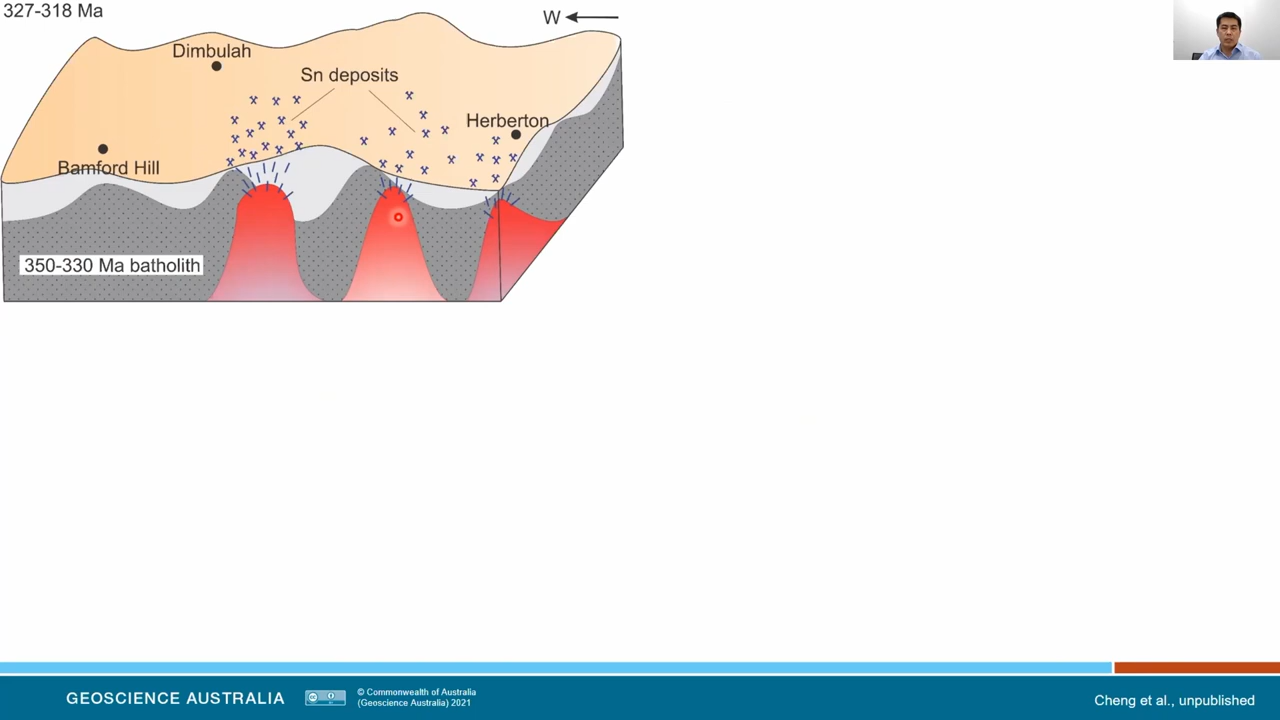 327-318 Ma
W
Dimbulah
Sn deposits
Herberton
Bamford Hill
350-330 Ma batholith
GEOSCIENCE AUSTRALIA
© Commonwealth of Australia
(Geoscience Australia) 2021
Cheng et al., unpublished